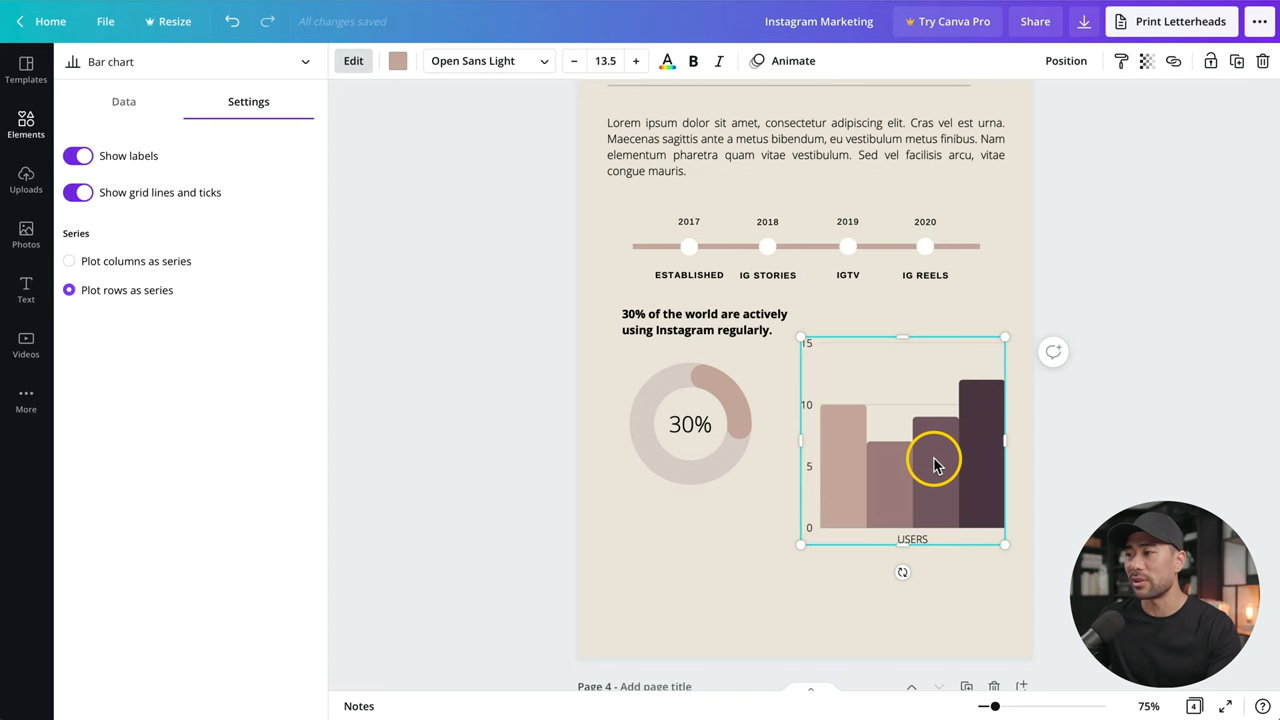 Home
File
Resize
All changes saved
Instagram Marketing
Try Canva Pro
Share
Print Letterheads
Templates
Elements
Uploads
Photos
Text
Videos
More
Bar chart
Data
Settings
Show labels
Show grid lines and ticks
Series
Plot columns as series
Plot rows as series
Edit
Open Sans Light
– 13.5 +
A
B
I
Animate
Position
Lorem ipsum dolor sit amet, consectetur adipiscing elit. Cras vel est urna.
Maecenas sagittis ante a metus bibendum, eu vestibulum metus finibus. Nam
elementum pharetra quam vitae vestibulum. Sed vel facilisis arcu, vitae
congue mauris.
2017 2018 2019 2020
ESTABLISHED IG STORIES IGTV IG REELS
30% of the world are actively
using Instagram regularly.
30%
15
10
5
0
USERS
Page 4 - Add page title
Notes
75%
4